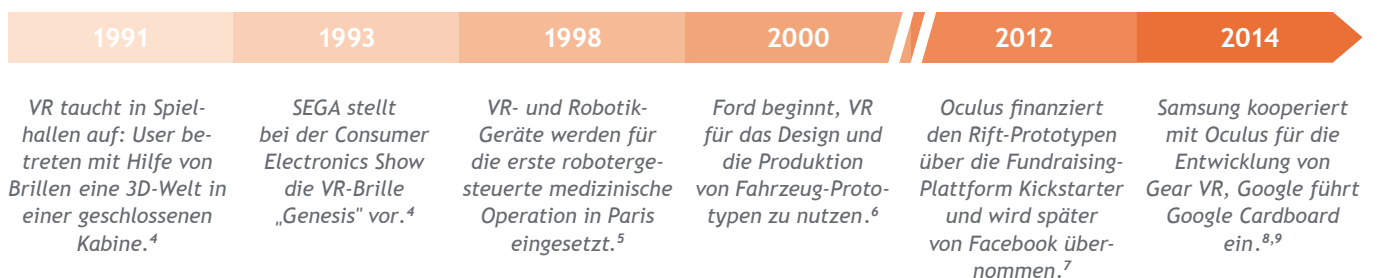 1991
VR taucht in Spiel-
hallen auf: User be-
treten mit Hilfe von
Brillen eine 3D-Welt in
einer geschlossenen
Kabine.⁴
1993
SEGA stellt
bei der Consumer
Electronics Show
die VR-Brille
„Genesis" vor.⁴
1998
VR- und Robotik-
Geräte werden für
die erste roboterge-
steuerte medizinische
Operation in Paris
eingesetzt.⁵
2000
Ford beginnt, VR
für das Design und
die Produktion
von Fahrzeug-Proto-
typen zu nutzen.⁶
2012
Oculus finanziert
den Rift-Prototypen
über die Fundraising-
Plattform Kickstarter
und wird später
von Facebook über-
nommen.⁷
2014
Samsung kooperiert
mit Oculus für die
Entwicklung von
Gear VR, Google führt
Google Cardboard
ein.⁸,⁹